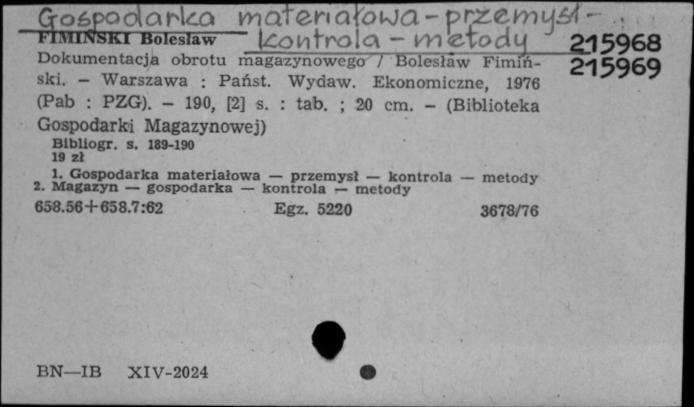 Gospodarka materiałowa - przemysł -
kontrola - metody
FIMIŃSKI Bolesław
215968
Dokumentacja obrotu magazynowego / Bolesław Fimiń-
215969
ski. — Warszawa : Państ. Wydaw. Ekonomiczne, 1976
(Pab : PZG). — 190, [2] s. : tab. ; 20 cm. — (Biblioteka
Gospodarki Magazynowej)
Bibliogr. s. 189-190
19 zł
1. Gospodarka materiałowa — przemysł — kontrola — metody
2. Magazyn — gospodarka — kontrola — metody
658.56+658.7:62 Egz. 5220 3678/76
BN—IB XIV-2024